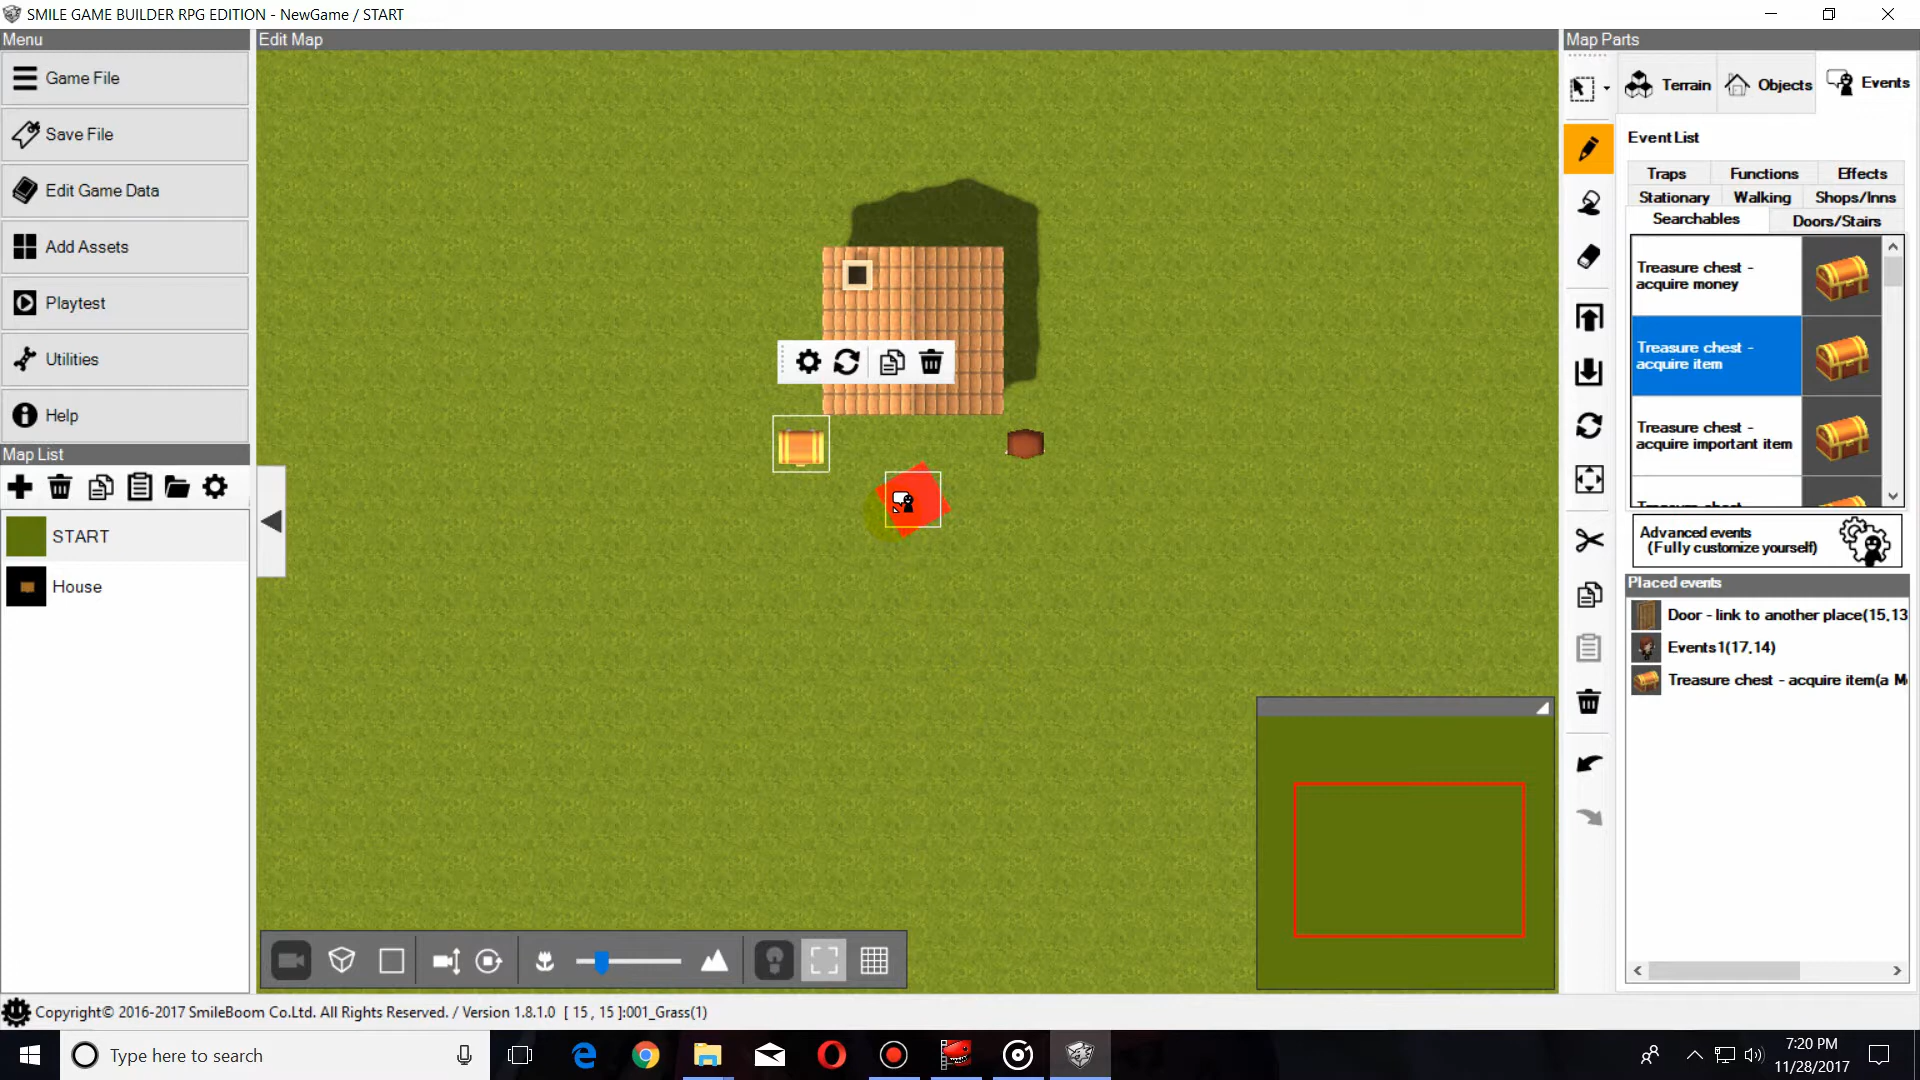 SMILE GAME BUILDER RPG EDITION - NewGame / START
Menu
Game File
Save File
Edit Game Data
Add Assets
Playtest
Utilities
Help
Map List
START
House
Edit Map
Map Parts
Terrain
Objects
Events
Event List
Traps
Functions
Effects
Stationary
Walking
Shops/Inns
Searchables
Doors/Stairs
Treasure chest -
acquire money
Treasure chest -
acquire item
Treasure chest -
acquire important item
Advanced events
(Fully customize yourself)
Placed events
Door - link to another place(15,13
Events1(17,14)
Treasure chest - acquire item(a M
Copyright© 2016-2017 SmileBoom Co.Ltd. All Rights Reserved. / Version 1.8.1.0 [ 15 , 15 ]:001_Grass(1)
Type here to search
7:20 PM
11/28/2017